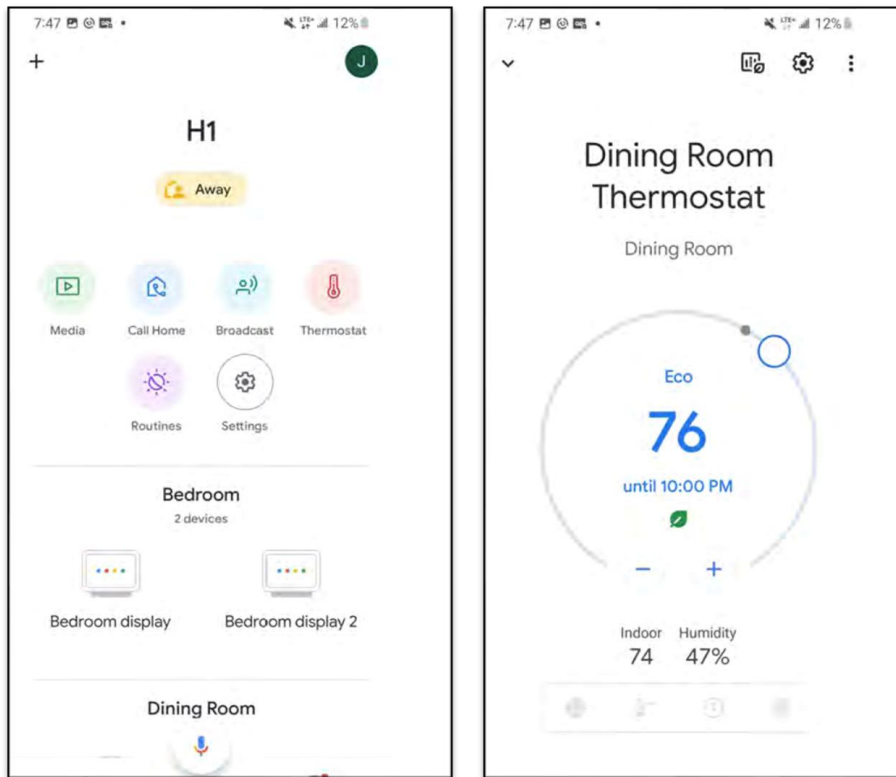 7:47
LTE+ 12%
J
H1
Away
Media Call Home Broadcast Thermostat
Routines Settings
Bedroom
2 devices
Bedroom display Bedroom display 2
Dining Room
7:47
LTE+ 12%
Dining Room
Thermostat
Dining Room
Eco
76
until 10:00 PM
Indoor Humidity
74 47%